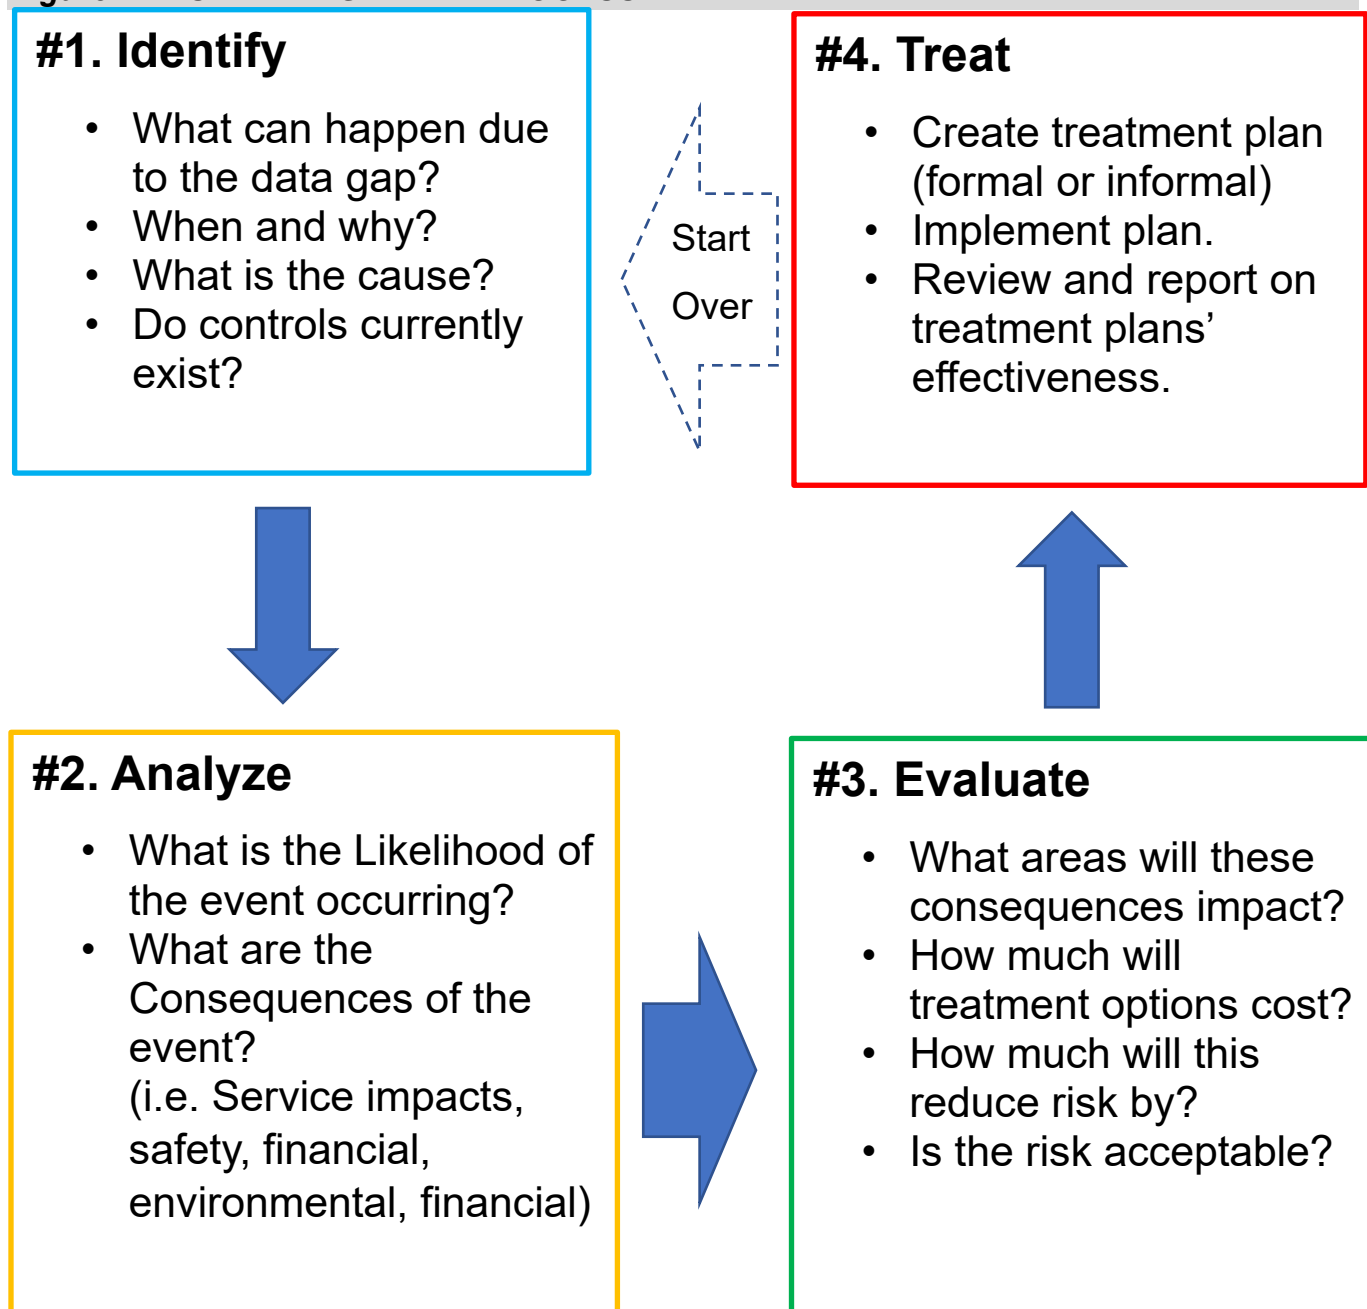 #1. Identify
• What can happen due
to the data gap?
• When and why?
• What is the cause?
• Do controls currently
exist?
Start
Over
#4. Treat
• Create treatment plan
(formal or informal)
• Implement plan.
• Review and report on
treatment plans’
effectiveness.
#2. Analyze
• What is the Likelihood of
the event occurring?
• What are the
Consequences of the
event?
(i.e. Service impacts,
safety, financial,
environmental, financial)
#3. Evaluate
• What areas will these
consequences impact?
• How much will
treatment options cost?
• How much will this
reduce risk by?
• Is the risk acceptable?